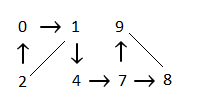 0 → 1 9
↑ ↓ ↑
2 4 → 7 → 8